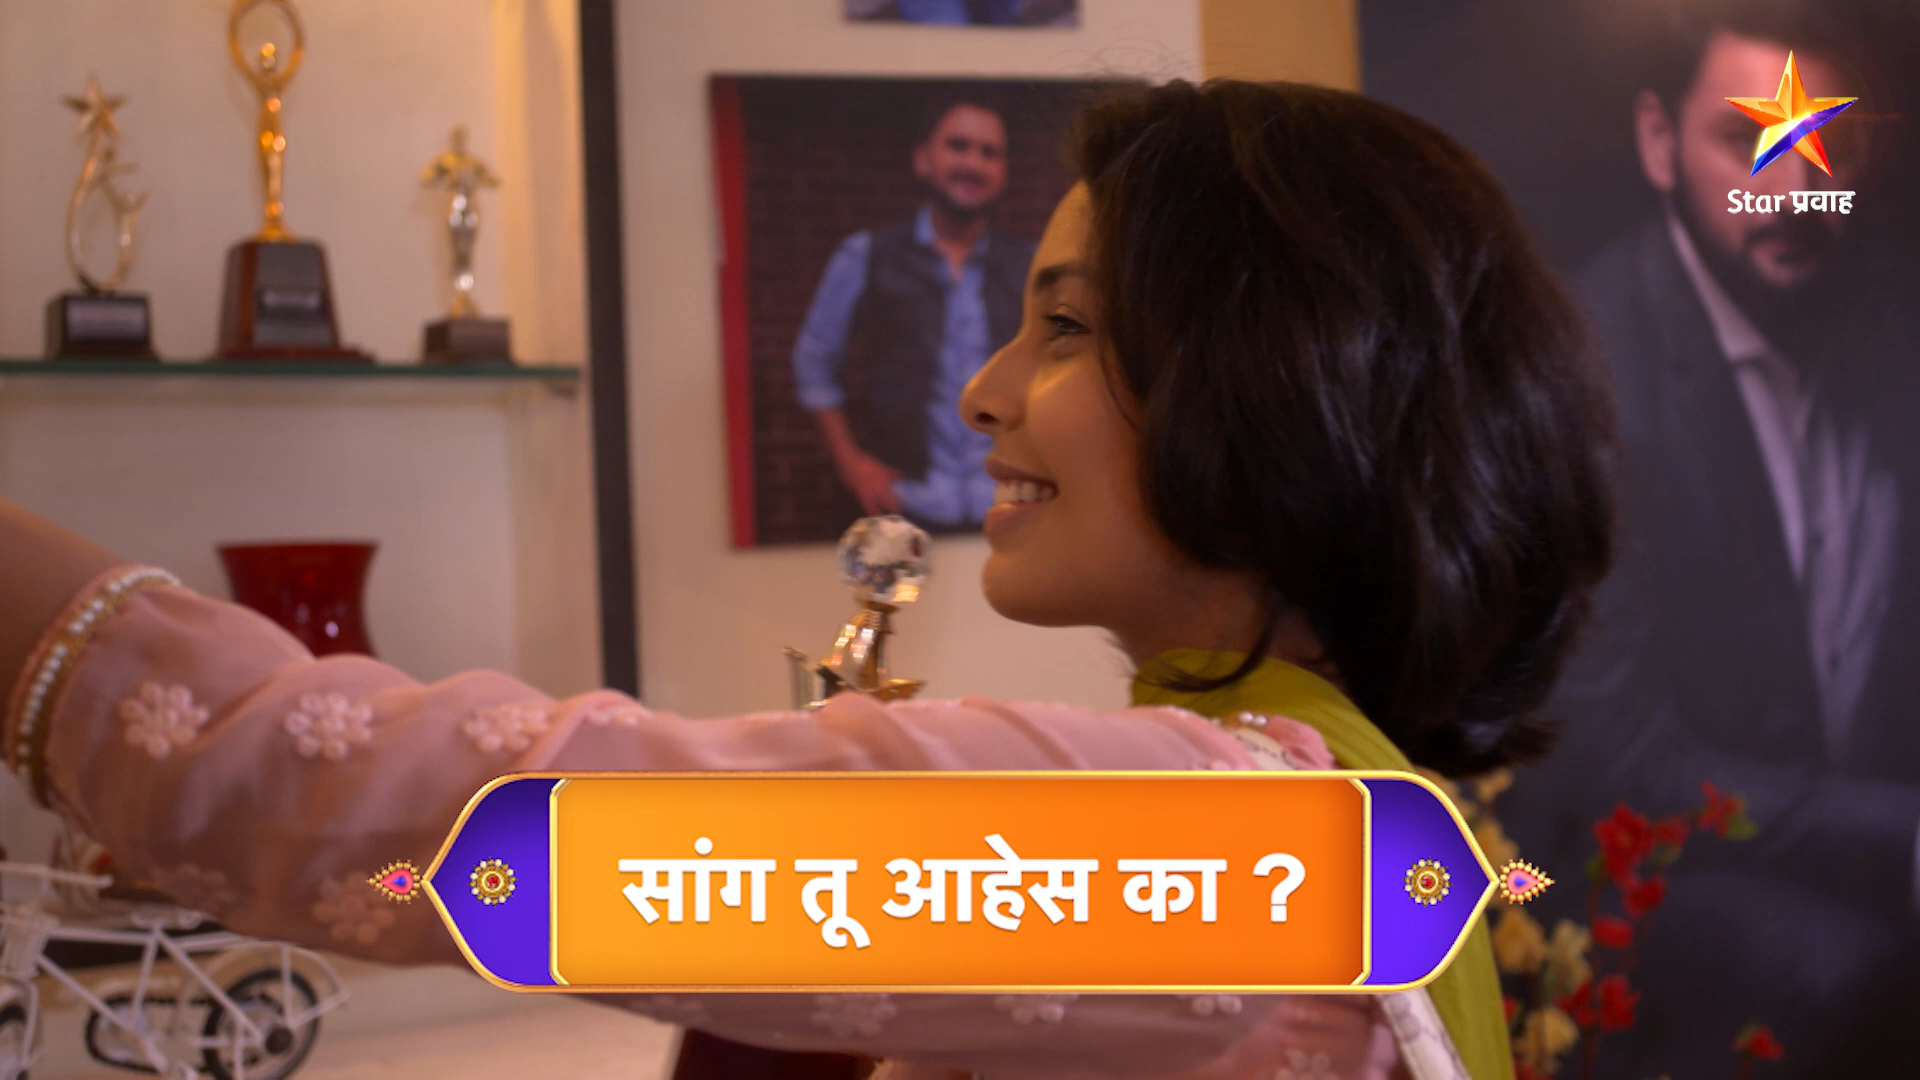 Star प्रवाह
सांग तू आहेस का ?